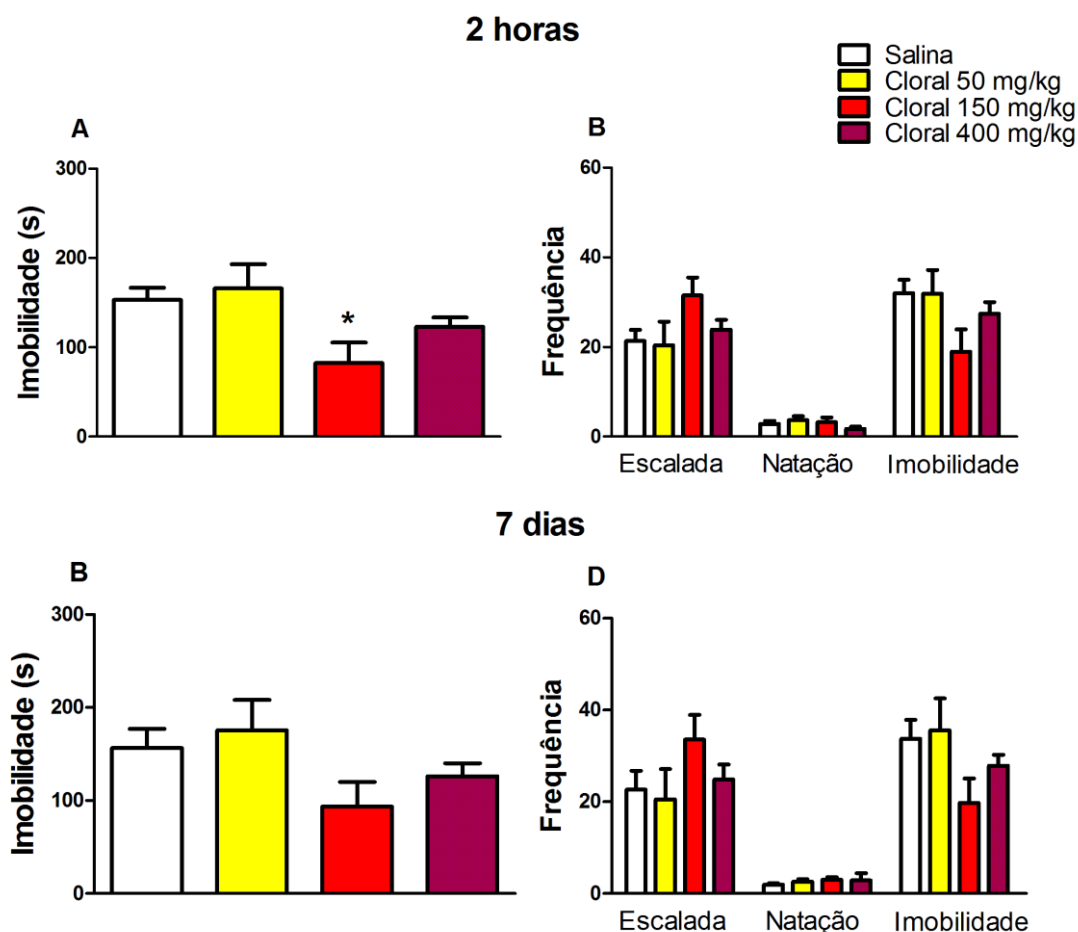 2 horas
Salina
Cloral 50 mg/kg
Cloral 150 mg/kg
Cloral 400 mg/kg
A
Imobilidade (s)
300
200
100
0
*
B
Frequência
60
40
20
0
Escalada
Natação
Imobilidade
7 dias
B
Imobilidade (s)
300
200
100
0
D
Frequência
60
40
20
0
Escalada
Natação
Imobilidade